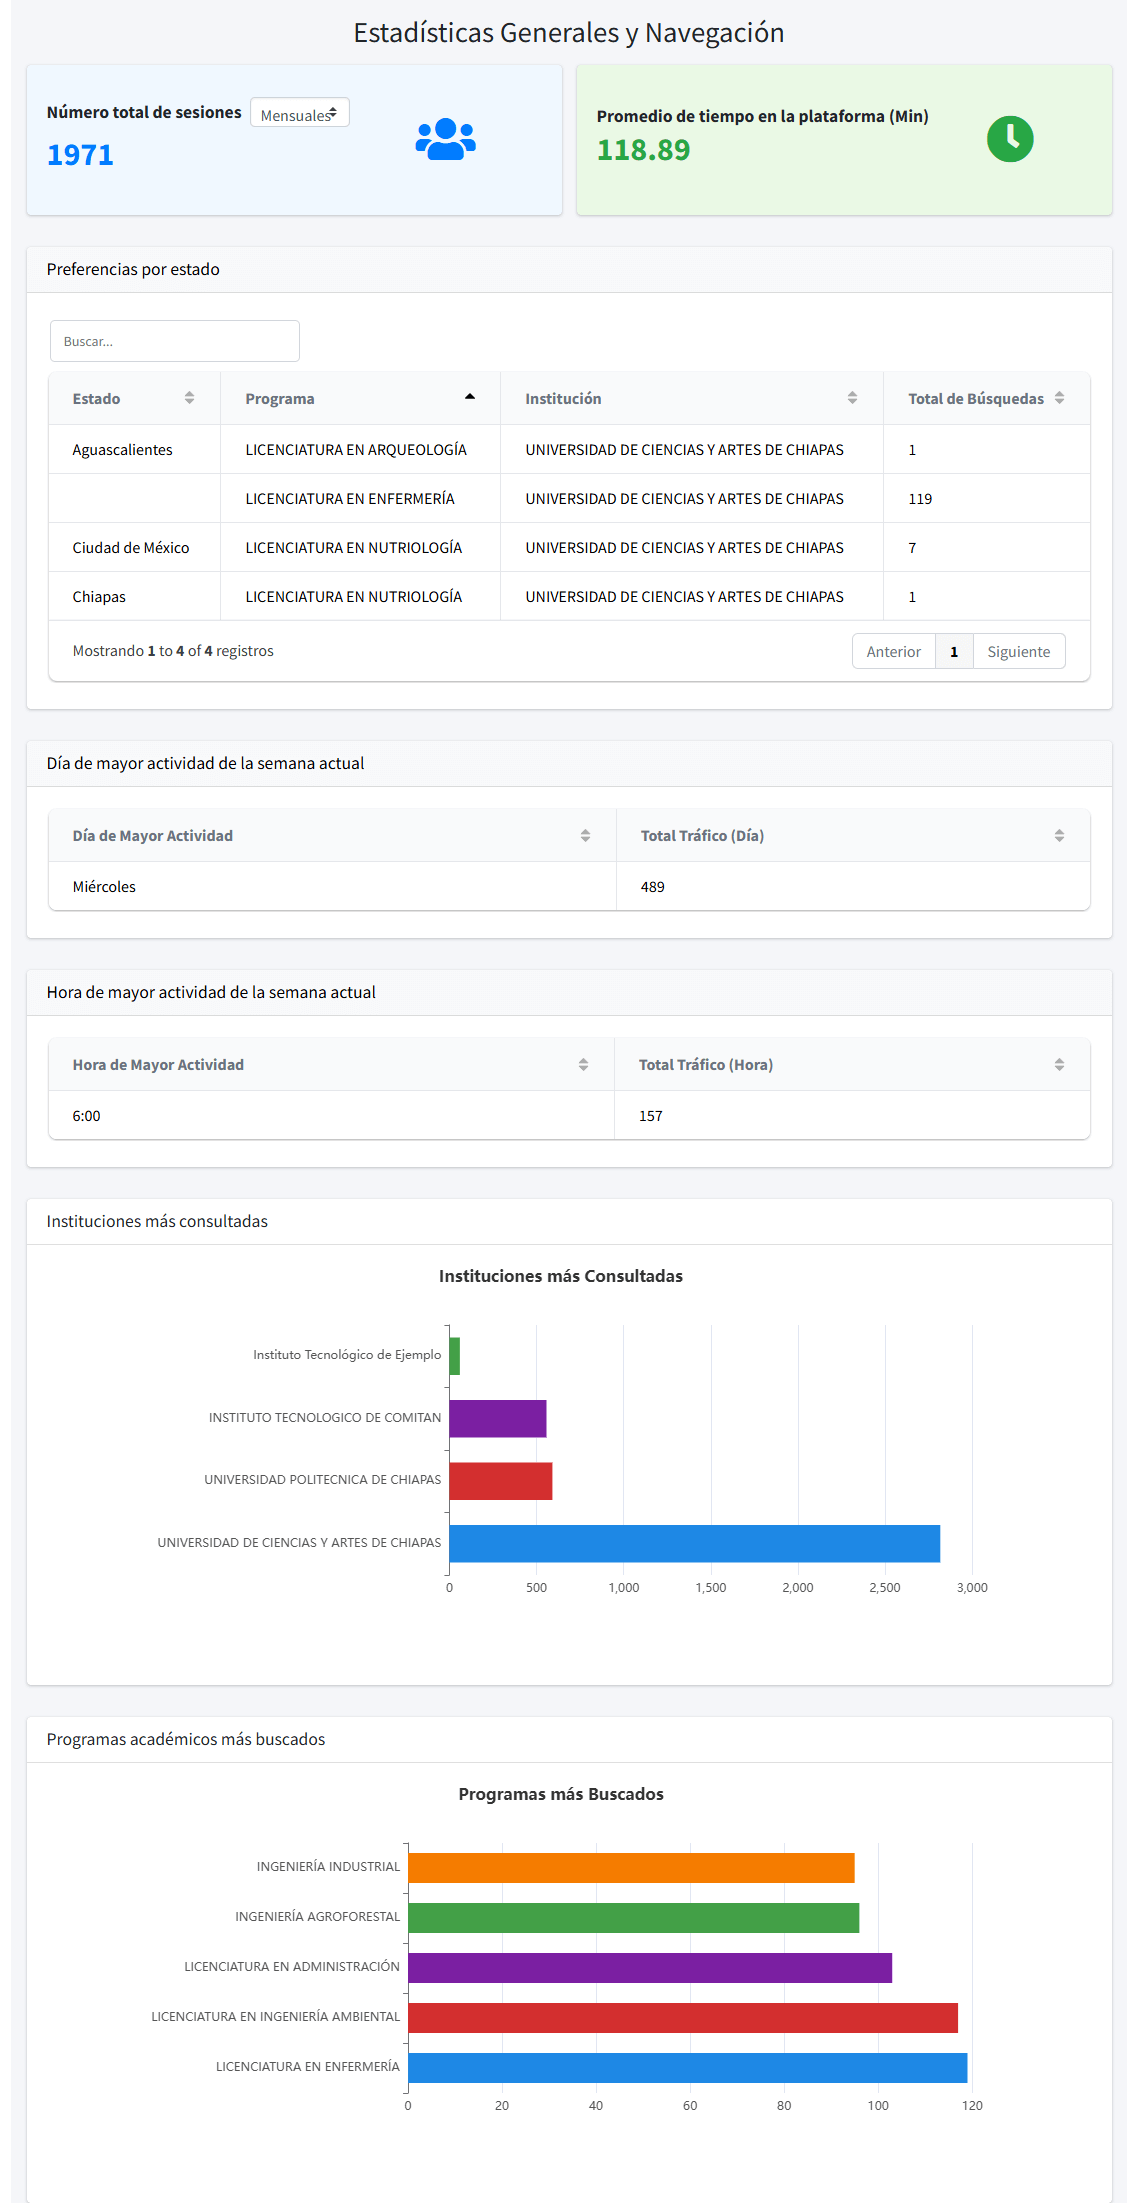 Estadísticas Generales y Navegación
Número total de sesiones Mensuales
1971
Promedio de tiempo en la plataforma (Min)
118.89
Preferencias por estado
Buscar...
Estado Programa Institución Total de Búsquedas
Aguascalientes LICENCIATURA EN ARQUEOLOGÍA UNIVERSIDAD DE CIENCIAS Y ARTES DE CHIAPAS 1
LICENCIATURA EN ENFERMERÍA UNIVERSIDAD DE CIENCIAS Y ARTES DE CHIAPAS 119
Ciudad de México LICENCIATURA EN NUTRIOLOGÍA UNIVERSIDAD DE CIENCIAS Y ARTES DE CHIAPAS 7
Chiapas LICENCIATURA EN NUTRIOLOGÍA UNIVERSIDAD DE CIENCIAS Y ARTES DE CHIAPAS 1
Mostrando 1 to 4 of 4 registros Anterior 1 Siguiente
Día de mayor actividad de la semana actual
Día de Mayor Actividad Total Tráfico (Día)
Miércoles 489
Hora de mayor actividad de la semana actual
Hora de Mayor Actividad Total Tráfico (Hora)
6:00 157
Instituciones más consultadas
Instituciones más Consultadas
Instituto Tecnológico de Ejemplo
INSTITUTO TECNOLOGICO DE COMITAN
UNIVERSIDAD POLITECNICA DE CHIAPAS
UNIVERSIDAD DE CIENCIAS Y ARTES DE CHIAPAS
0 500 1,000 1,500 2,000 2,500 3,000
Programas académicos más buscados
Programas más Buscados
INGENIERÍA INDUSTRIAL
INGENIERÍA AGROFORESTAL
LICENCIATURA EN ADMINISTRACIÓN
LICENCIATURA EN INGENIERÍA AMBIENTAL
LICENCIATURA EN ENFERMERÍA
0 20 40 60 80 100 120